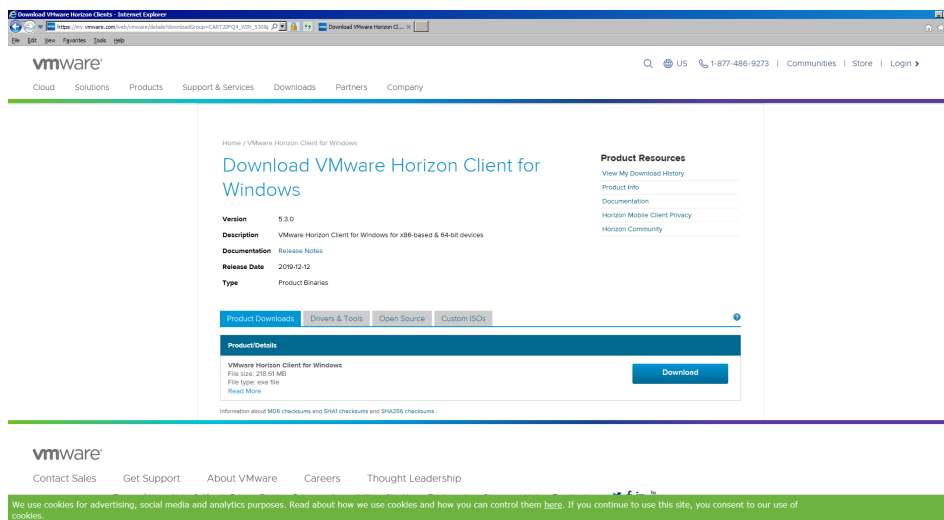 Download VMware Horizon Clients - Internet Explorer
Download VMware Horizon Cl... X
File Edit View Favorites Tools Help
vmware
US 1-877-486-9273 | Communities | Store | Login >
Cloud Solutions Products Support & Services Downloads Partners Company
Home / VMware Horizon Client for Windows
Download VMware Horizon Client for
Windows
Version 5.3.0
Description VMware Horizon Client for Windows for x86-based & 64-bit devices
Documentation Release Notes
Release Date 2019-12-12
Type Product Binaries
Product Resources
View My Download History
Product Info
Documentation
Horizon Mobile Client Privacy
Horizon Community
Product Downloads Drivers & Tools Open Source Custom ISOs
Product/Details
VMware Horizon Client for Windows
File size: 218.61 MB
File type: exe file
Read More
Download
Information about MD5 checksums and SHA1 checksums and SHA256 checksums .
vmware
Contact Sales Get Support About VMware Careers Thought Leadership
We use cookies for advertising, social media and analytics purposes. Read about how we use cookies and how you can control them here. If you continue to use this site, you consent to our use of
cookies.